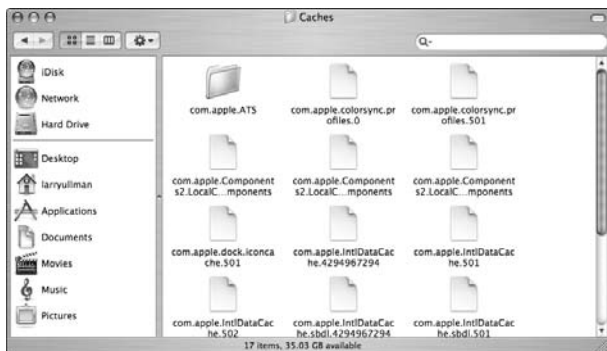 Caches
iDisk
Network
Hard Drive
Desktop
larryullman
Applications
Documents
Movies
Music
Pictures
com.apple.ATS
com.apple.colorsync.pr
ofiles.0
com.apple.colorsync.pr
ofiles.501
com.apple.Component
s2.LocalC...mponents
com.apple.Component
s2.LocalC...mponents
com.apple.Component
s2.LocalC...mponents
com.apple.dock.iconca
che.501
com.apple.IntlDataCac
he.4294967294
com.apple.IntlDataCac
he.501
com.apple.IntlDataCac
he.502
com.apple.IntlDataCac
he.sbdl.4294967294
com.apple.IntlDataCac
he.sbdl.501
17 items, 35.03 GB available